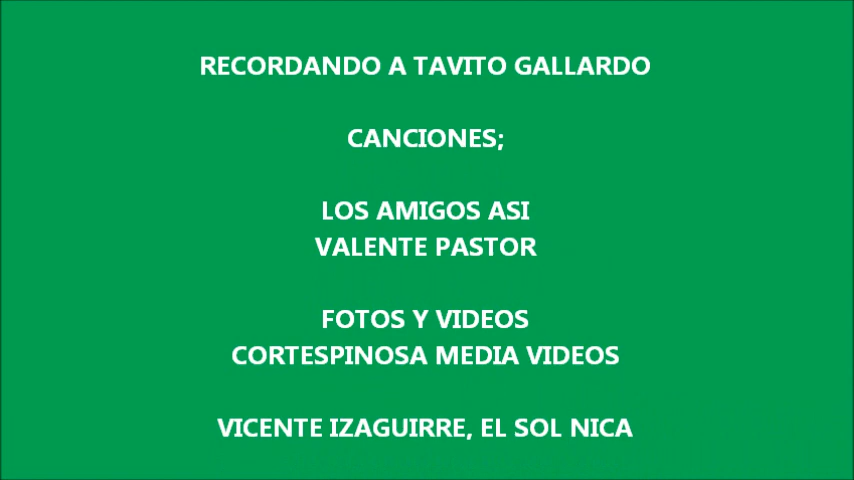 RECORDANDO A TAVITO GALLARDO
CANCIONES;
LOS AMIGOS ASI
VALENTE PASTOR
FOTOS Y VIDEOS
CORTESPINOSA MEDIA VIDEOS
VICENTE IZAGUIRRE, EL SOL NICA